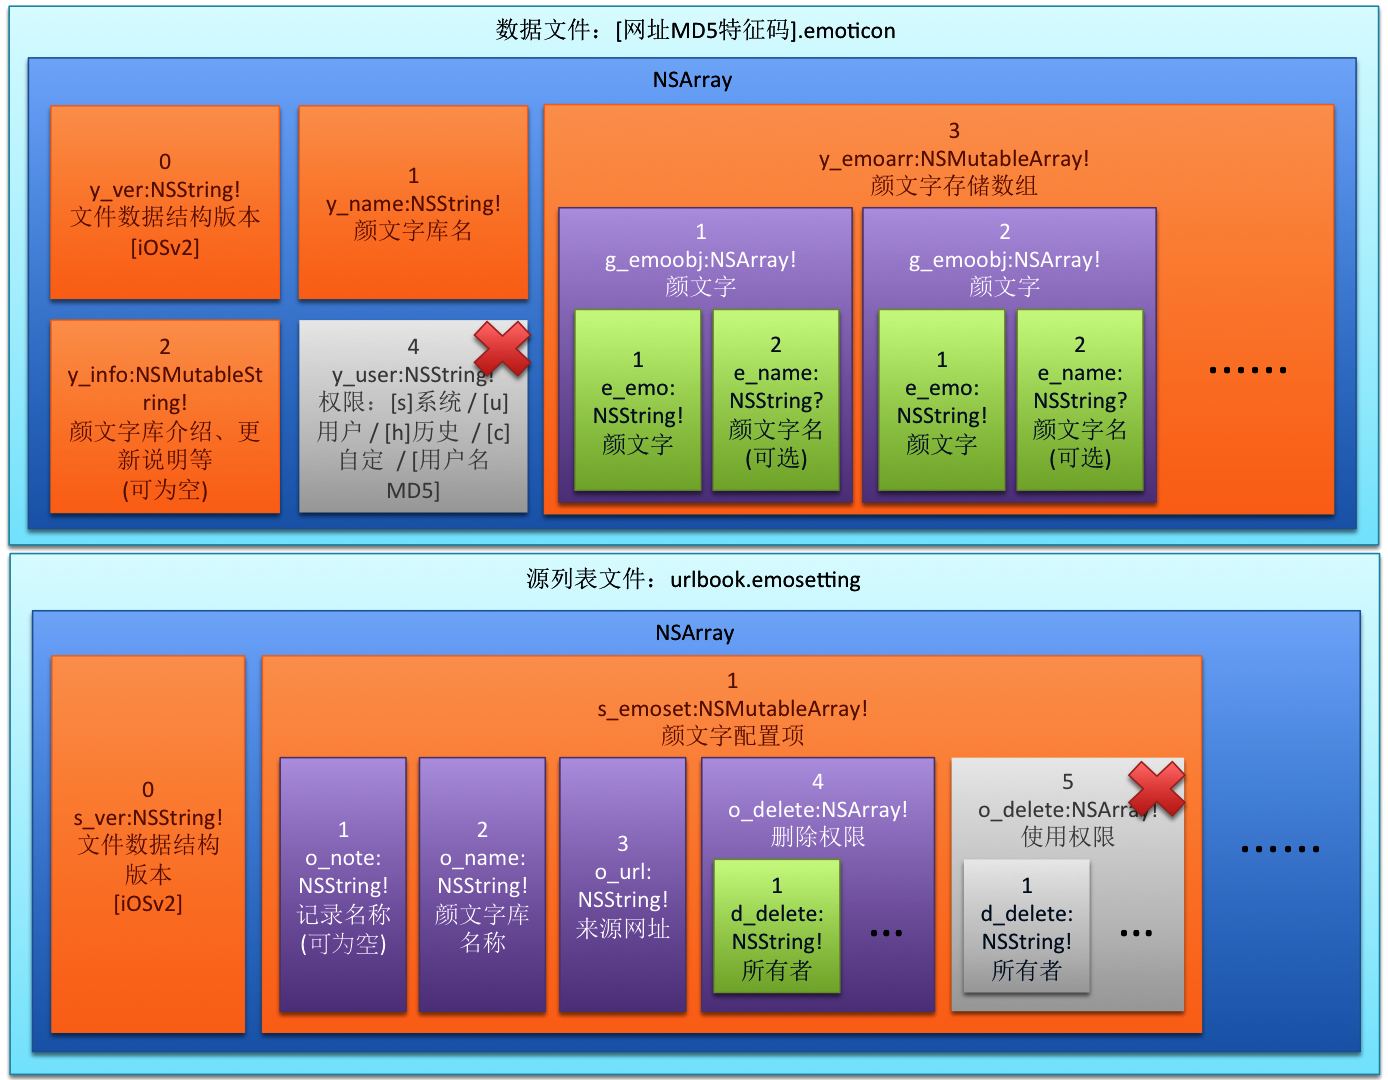 数据文件：[网址MD5特征码].emoticon
NSArray
0
y_ver:NSString!
文件数据结构版本
[iOSv2]
1
y_name:NSString!
颜文字库名
2
y_info:NSMutableSt
ring!
颜文字库介绍、更
新说明等
(可为空)
4
y_user:NSString!
权限：[s]系统 / [u]
用户 / [h]历史 / [c]
自定 / [用户名
MD5]
3
y_emoarr:NSMutableArray!
颜文字存储数组
1
g_emoobj:NSArray!
颜文字
1
e_emo:
NSString!
颜文字
2
e_name:
NSString?
颜文字名
(可选)
2
g_emoobj:NSArray!
颜文字
1
e_emo:
NSString!
颜文字
2
e_name:
NSString?
颜文字名
(可选)
……
源列表文件：urlbook.emosetting
NSArray
0
s_ver:NSString!
文件数据结构
版本
[iOSv2]
1
s_emoset:NSMutableArray!
颜文字配置项
1
o_note:
NSString!
记录名称
(可为空)
2
o_name:
NSString!
颜文字库
名称
3
o_url:
NSString!
来源网址
4
o_delete:NSArray!
删除权限
1
d_delete:
NSString!
所有者
…
5
o_delete:NSArray!
使用权限
1
d_delete:
NSString!
所有者
…
……